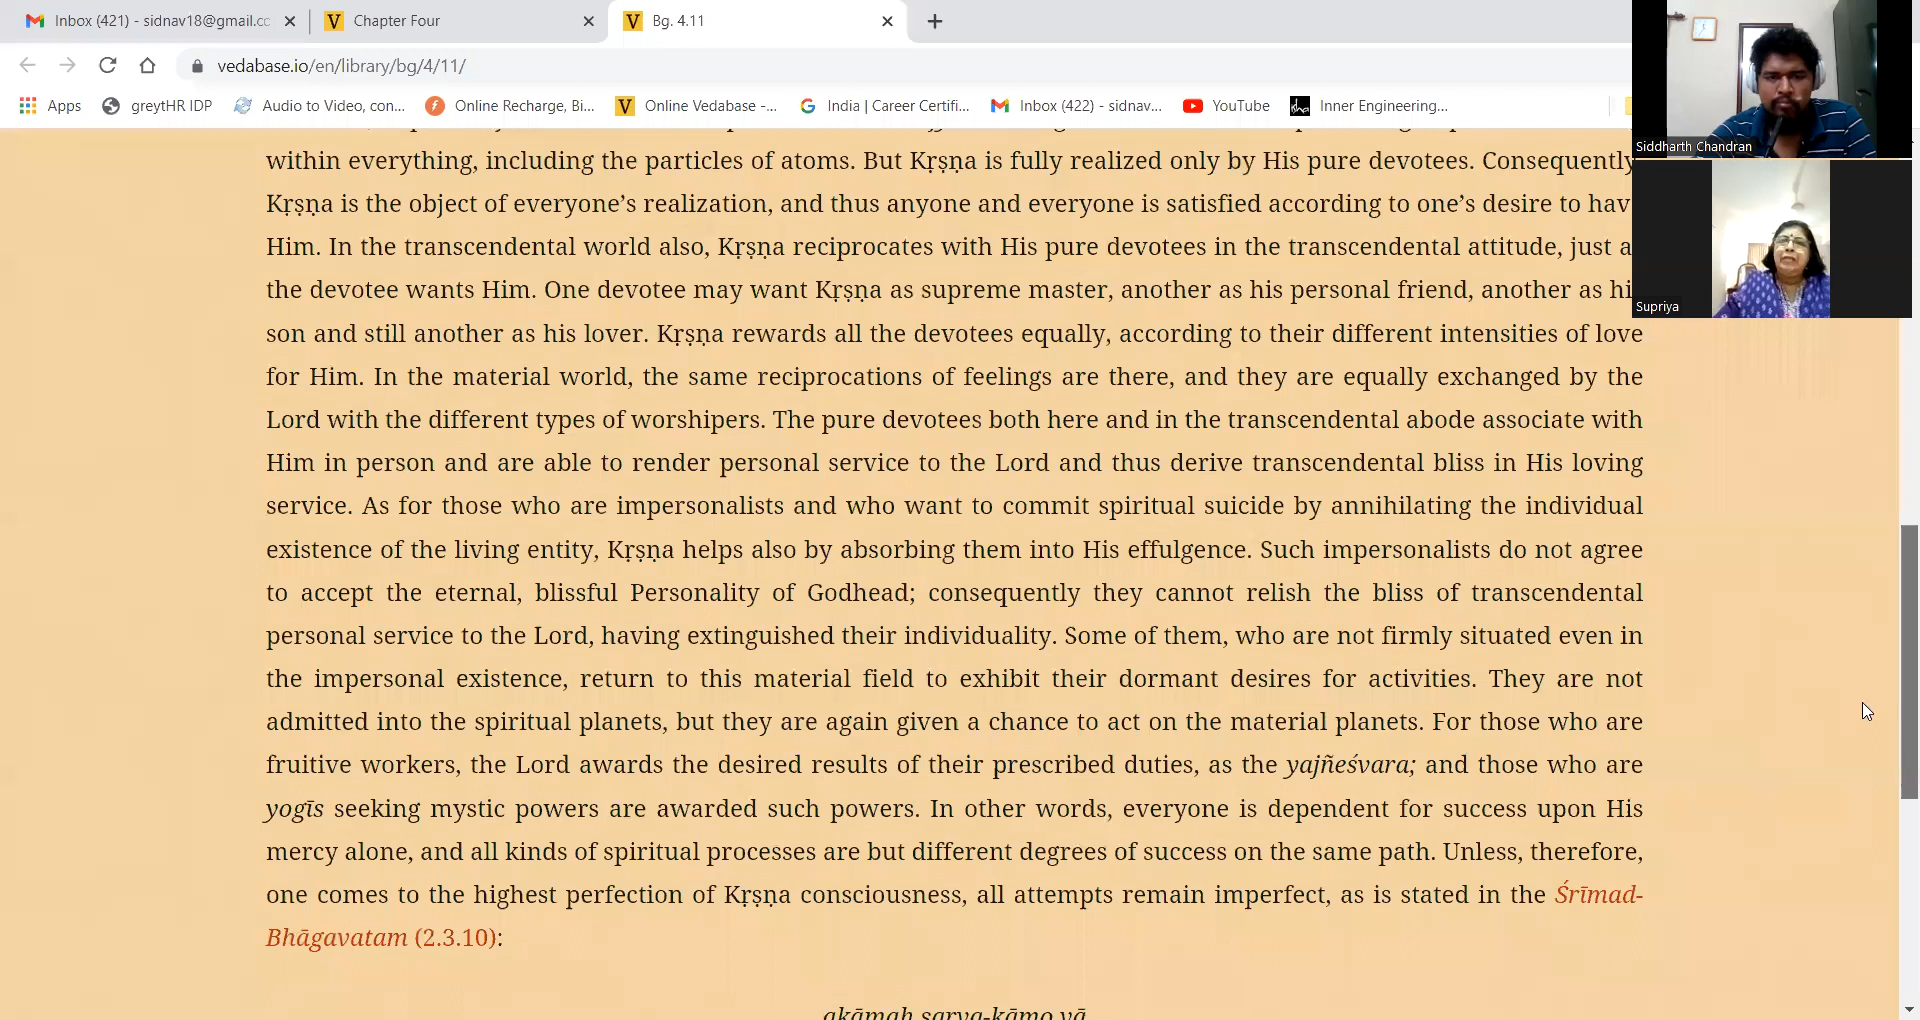 Inbox (421) - sidnav18@gmail.cc
Chapter Four
Bg. 4.11
vedabase.io/en/library/bg/4/11/
Apps greytHR IDP Audio to Video, con... Online Recharge, Bi... Online Vedabase -... India | Career Certifi... Inbox (422) - sidnav... YouTube Inner Engineering...
Siddharth Chandran
Supriya
within everything, including the particles of atoms. But Kṛṣṇa is fully realized only by His pure devotees. Consequently
Kṛṣṇa is the object of everyone’s realization, and thus anyone and everyone is satisfied according to one’s desire to hav
Him. In the transcendental world also, Kṛṣṇa reciprocates with His pure devotees in the transcendental attitude, just a
the devotee wants Him. One devotee may want Kṛṣṇa as supreme master, another as his personal friend, another as hi
son and still another as his lover. Kṛṣṇa rewards all the devotees equally, according to their different intensities of love
for Him. In the material world, the same reciprocations of feelings are there, and they are equally exchanged by the
Lord with the different types of worshipers. The pure devotees both here and in the transcendental abode associate with
Him in person and are able to render personal service to the Lord and thus derive transcendental bliss in His loving
service. As for those who are impersonalists and who want to commit spiritual suicide by annihilating the individual
existence of the living entity, Kṛṣṇa helps also by absorbing them into His effulgence. Such impersonalists do not agree
to accept the eternal, blissful Personality of Godhead; consequently they cannot relish the bliss of transcendental
personal service to the Lord, having extinguished their individuality. Some of them, who are not firmly situated even in
the impersonal existence, return to this material field to exhibit their dormant desires for activities. They are not
admitted into the spiritual planets, but they are again given a chance to act on the material planets. For those who are
fruitive workers, the Lord awards the desired results of their prescribed duties, as the yajñeśvara; and those who are
yogīs seeking mystic powers are awarded such powers. In other words, everyone is dependent for success upon His
mercy alone, and all kinds of spiritual processes are but different degrees of success on the same path. Unless, therefore,
one comes to the highest perfection of Kṛṣṇa consciousness, all attempts remain imperfect, as is stated in the Śrīmad-
Bhāgavatam (2.3.10):
akāmaḥ sarva-kāmo vā